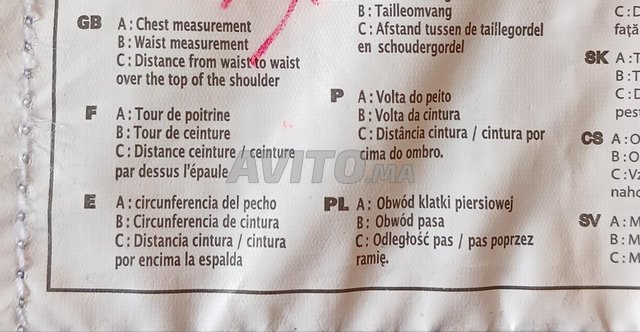 GB A : Chest measurement
B : Waist measurement
C : Distance from waist to waist
over the top of the shoulder
F A : Tour de poitrine
B : Tour de ceinture
C : Distance ceinture / ceinture
par dessus l'épaule
E A : circunferencia del pecho
B : Circunferencia de cintura
C : Distancia cintura / cintura
por encima la espalda
B : Tailleomvang
C : Afstand tussen de taillegordel
en schoudergordel
P A : Volta do peito
B : Volta da cintura
C : Distância cintura / cintura por
cima do ombro.
PL A : Obwód klatki piersiowej
B : Obwód pasa
C : Odległość pas / pas poprzez
ramię.
C : D
față
SK A : T
B : T
C : D
pest
CS A : O
B : O
C : Vz
naho
SV A : M
B : M
C : M
AVITO.MA